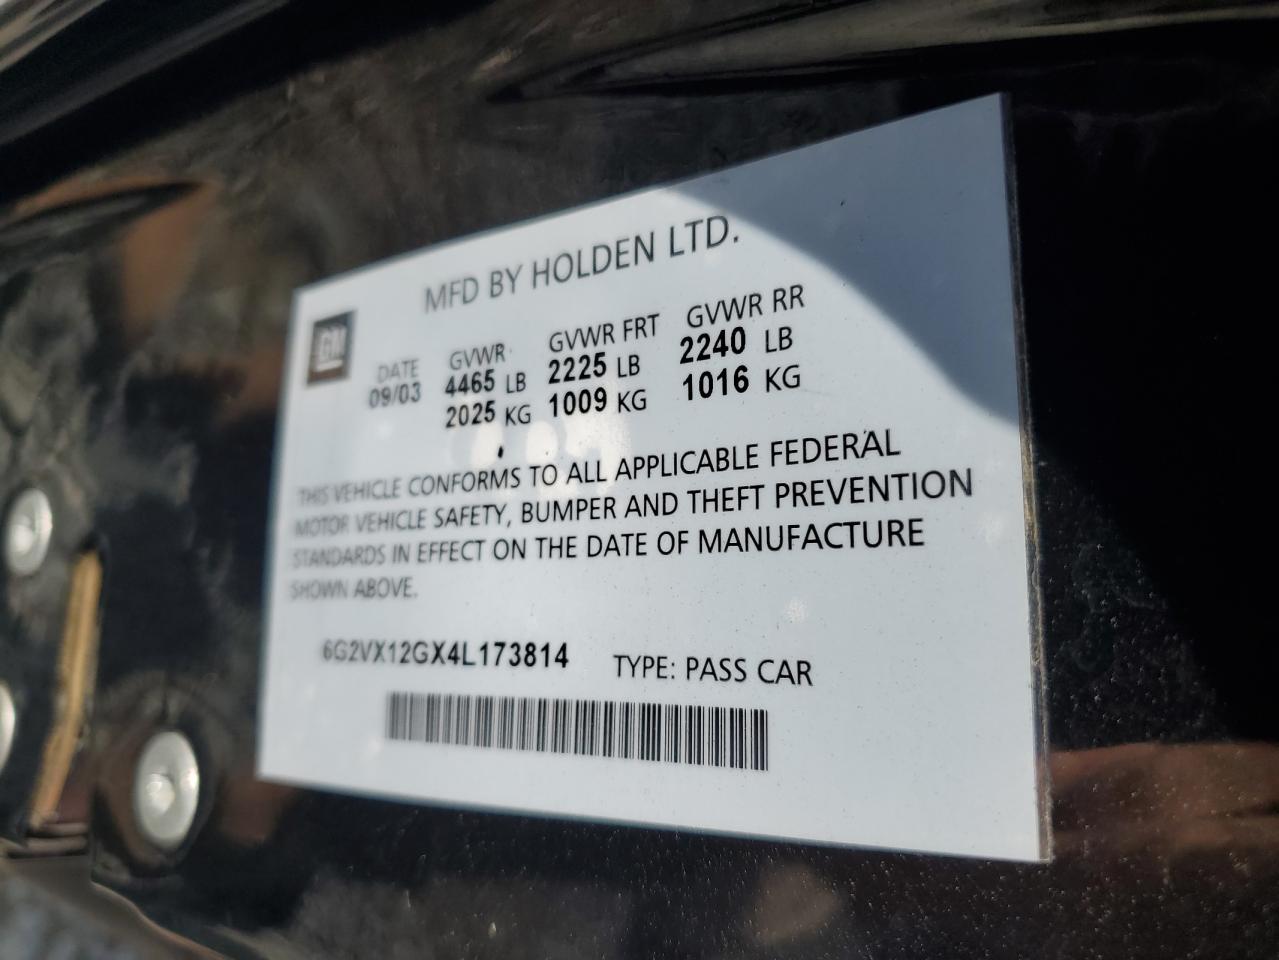 MFD BY HOLDEN LTD.
GM
DATE GVWR GVWR FRT GVWR RR
09/03 4465 LB 2225 LB 2240 LB
2025 KG 1009 KG 1016 KG
THIS VEHICLE CONFORMS TO ALL APPLICABLE FEDERAL
MOTOR VEHICLE SAFETY, BUMPER AND THEFT PREVENTION
STANDARDS IN EFFECT ON THE DATE OF MANUFACTURE
SHOWN ABOVE.
6G2VX12GX4L173814 TYPE: PASS CAR